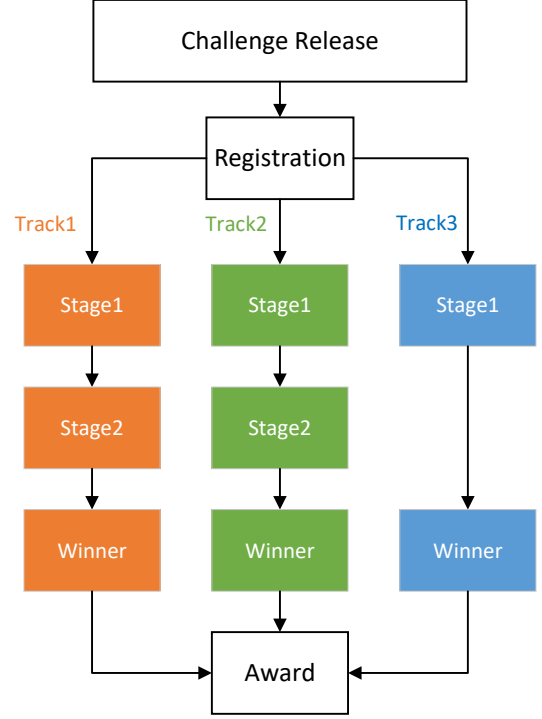 Challenge Release
Registration
Track1
Track2
Track3
Stage1
Stage1
Stage1
Stage2
Stage2
Winner
Winner
Winner
Award